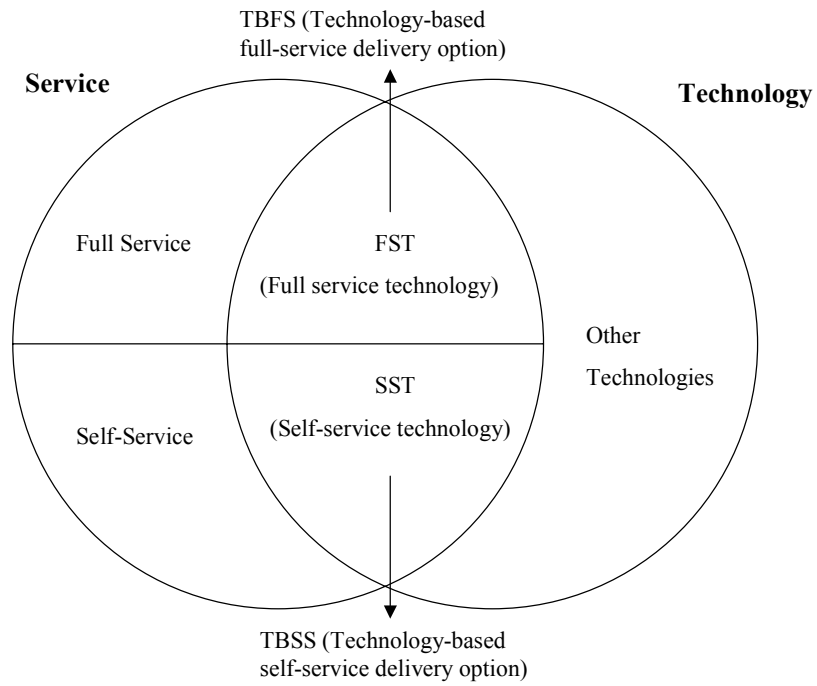 TBFS (Technology-based
full-service delivery option)
Service
Technology
Full Service
FST
(Full service technology)
Other
Technologies
SST
(Self-service technology)
Self-Service
TBSS (Technology-based
self-service delivery option)